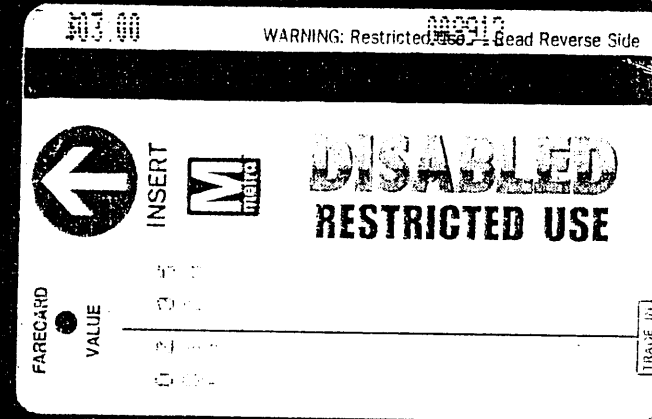 $03.00
WARNING: Restricted Use — Read Reverse Side
INSERT
M
metro
DISABLED
RESTRICTED USE
FARECARD
VALUE
TRADE IN